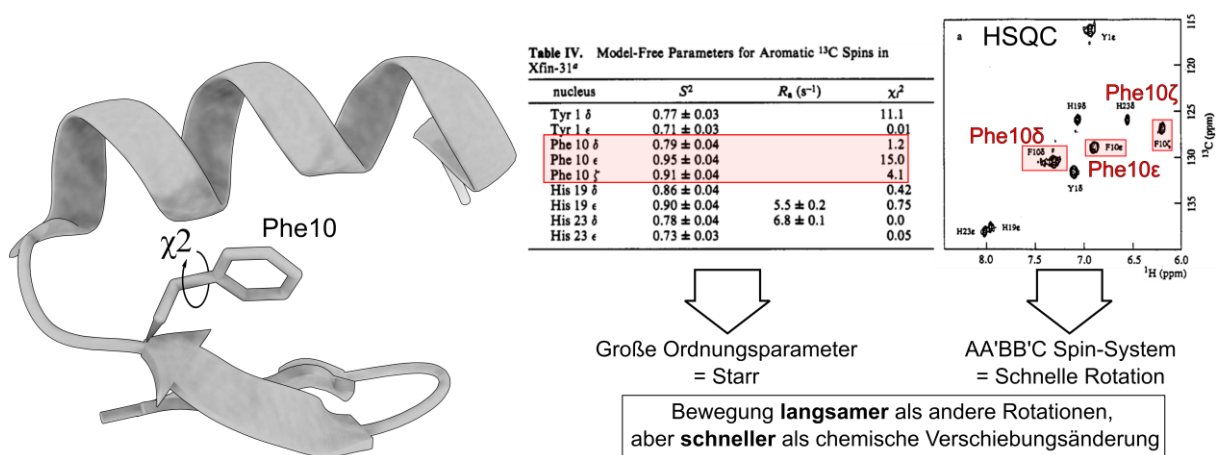 χ2
Phe10
Table IV. Model-Free Parameters for Aromatic ¹³C Spins in
Xfin-31ᵃ
nucleus S² Rₐ (s⁻¹) χᵢ²
Tyr 1 δ 0.77 ± 0.03 11.1
Tyr 1 ϵ 0.71 ± 0.03 0.01
Phe 10 δ 0.79 ± 0.04 1.2
Phe 10 ϵ 0.95 ± 0.04 15.0
Phe 10 ζ 0.91 ± 0.04 4.1
His 19 δ 0.86 ± 0.04 0.42
His 19 ϵ 0.90 ± 0.04 5.5 ± 0.2 0.75
His 23 δ 0.78 ± 0.04 6.8 ± 0.1 0.0
His 23 ϵ 0.73 ± 0.03 0.05
a HSQC
Y1ε
Phe10ζ
H19δ H23δ
F10ζ
Phe10δ
F10δ
F10ε
Phe10ε
Y1δ
H23ε H19ε
115
120
125
130
135
¹³C (ppm)
8.0 7.5 7.0 6.5 6.0
¹H (ppm)
Große Ordnungsparameter
= Starr
AA'BB'C Spin-System
= Schnelle Rotation
Bewegung langsamer als andere Rotationen,
aber schneller als chemische Verschiebungsänderung